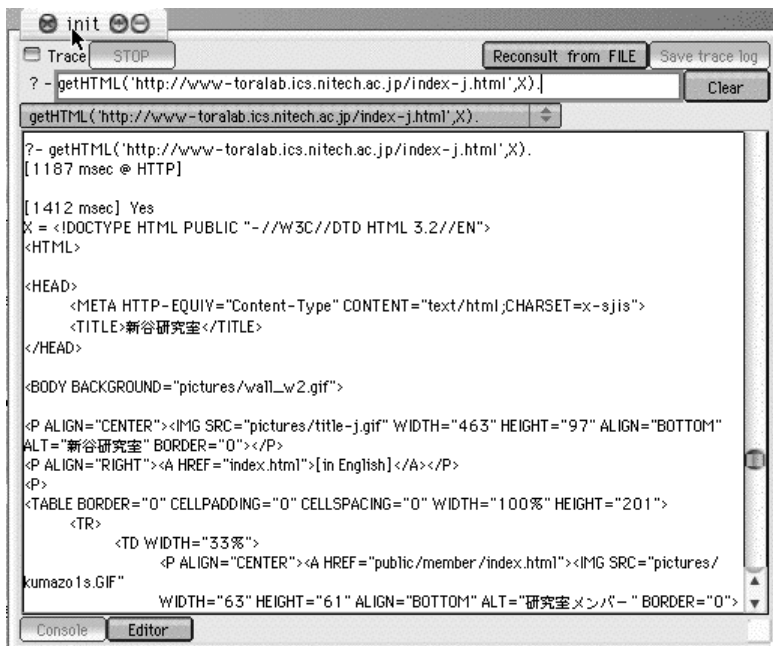 init
Trace STOP Reconsult from FILE Save trace log
? - getHTML('http://www-toralab.ics.nitech.ac.jp/index-j.html',X). Clear
getHTML('http://www-toralab.ics.nitech.ac.jp/index-j.html',X).
?- getHTML('http://www-toralab.ics.nitech.ac.jp/index-j.html',X).
[1187 msec @ HTTP]
[1412 msec] Yes
X = <!DOCTYPE HTML PUBLIC "-//W3C//DTD HTML 3.2//EN">
<HTML>
<HEAD>
<META HTTP-EQUIV="Content-Type" CONTENT="text/html;CHARSET=x-sjis">
<TITLE>新谷研究室</TITLE>
</HEAD>
<BODY BACKGROUND="pictures/wall_w2.gif">
<P ALIGN="CENTER"><IMG SRC="pictures/title-j.gif" WIDTH="463" HEIGHT="97" ALIGN="BOTTOM"
ALT="新谷研究室" BORDER="0"></P>
<P ALIGN="RIGHT"><A HREF="index.html">[in English]</A></P>
<P>
<TABLE BORDER="0" CELLPADDING="0" CELLSPACING="0" WIDTH="100%" HEIGHT="201">
<TR>
<TD WIDTH="33%">
<P ALIGN="CENTER"><A HREF="public/member/index.html"><IMG SRC="pictures/
kumazo1s.GIF"
WIDTH="63" HEIGHT="61" ALIGN="BOTTOM" ALT="研究室メンバー" BORDER="0">
Console Editor